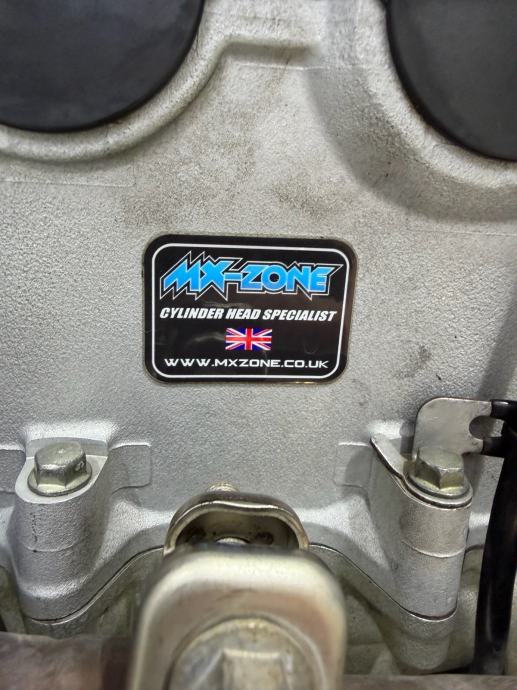 MX-ZONE
CYLINDER HEAD SPECIALIST
WWW.MXZONE.CO.UK